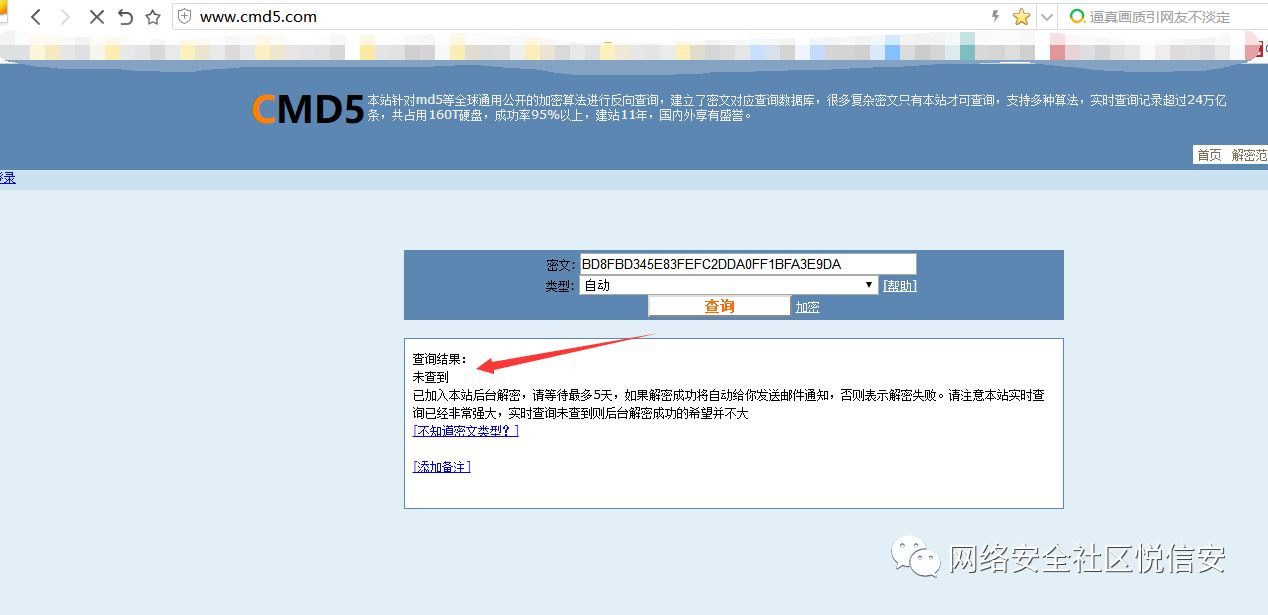 www.cmd5.com
逼真画质引网友不淡定
CMD5
本站针对md5等全球通用公开的加密算法进行反向查询，建立了密文对应查询数据库，很多复杂密文只有本站才可查询，支持多种算法，实时查询记录超过24万亿
条，共占用160T硬盘，成功率95%以上，建站11年，国内外享有盛誉。
首页 解密范
登录
密文: BD8FBD345E83FEFC2DDA0FF1BFA3E9DA
类型: 自动 [帮助]
查询 加密
查询结果：
未查到
已加入本站后台解密，请等待最多5天，如果解密成功将自动给你发送邮件通知，否则表示解密失败。请注意本站实时查
询已经非常强大，实时查询未查到则后台解密成功的希望并不大
[不知道密文类型？]
[添加备注]
网络安全社区悦信安